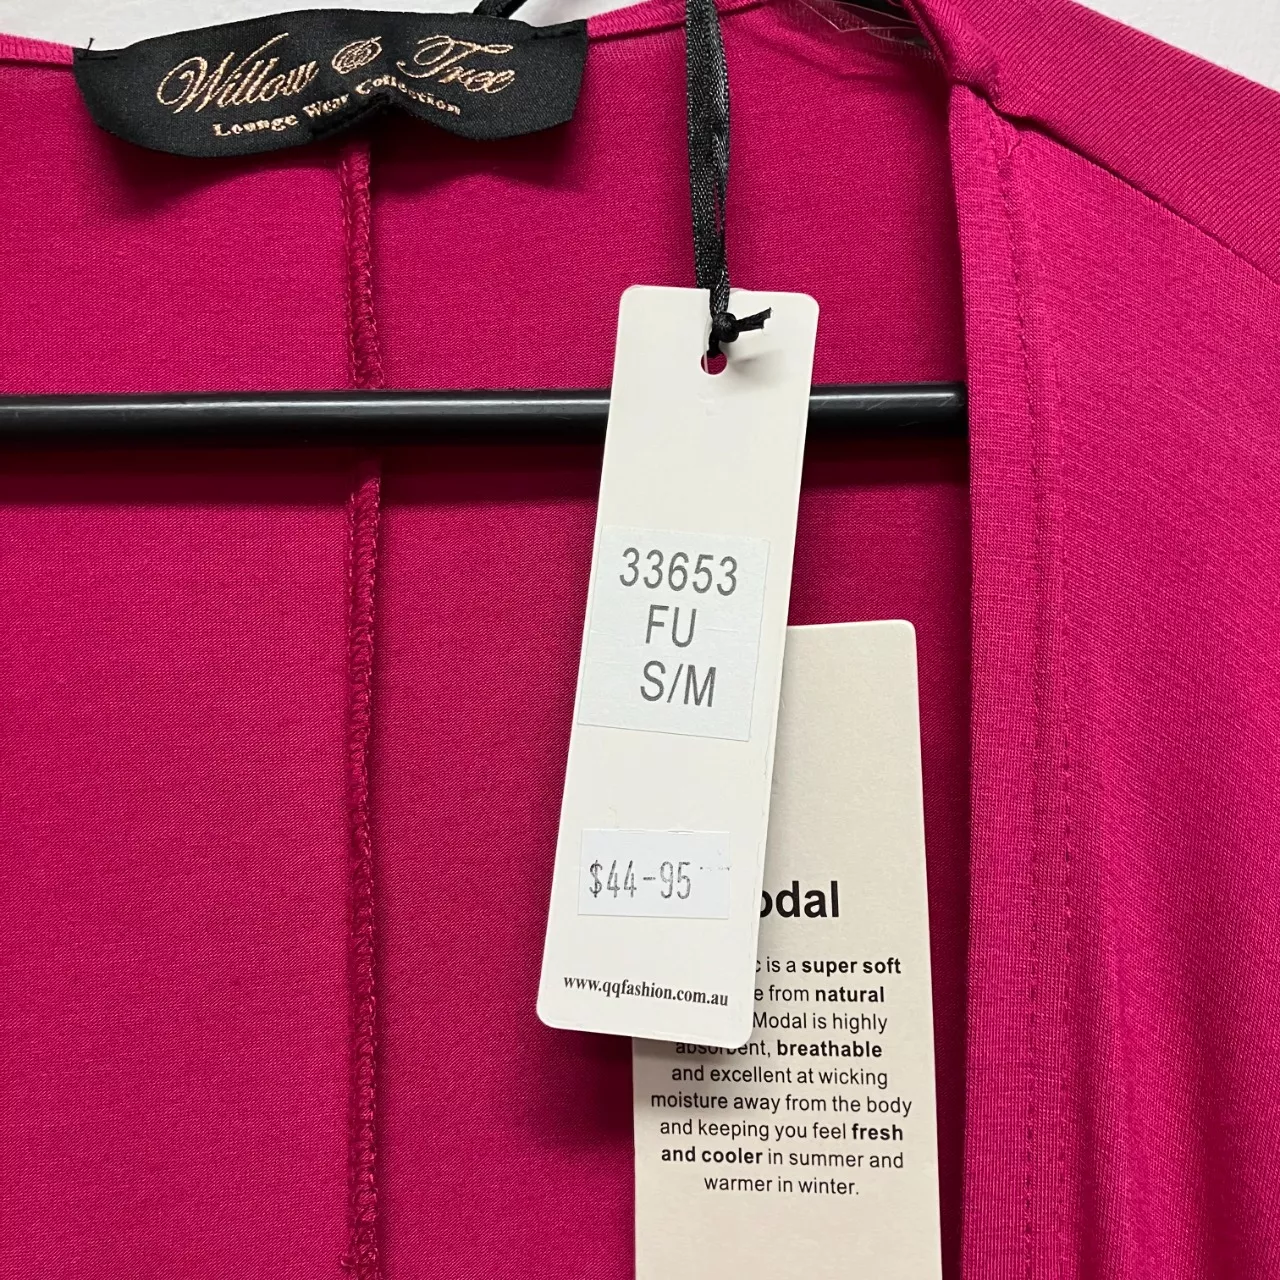 Willow & Tree
Lounge Wear Collection
33653
FU
S/M
$44-95
www.qqfashion.com.au
odal
c is a super soft
e from natural
Modal is highly
absorbent, breathable
and excellent at wicking
moisture away from the body
and keeping you feel fresh
and cooler in summer and
warmer in winter.